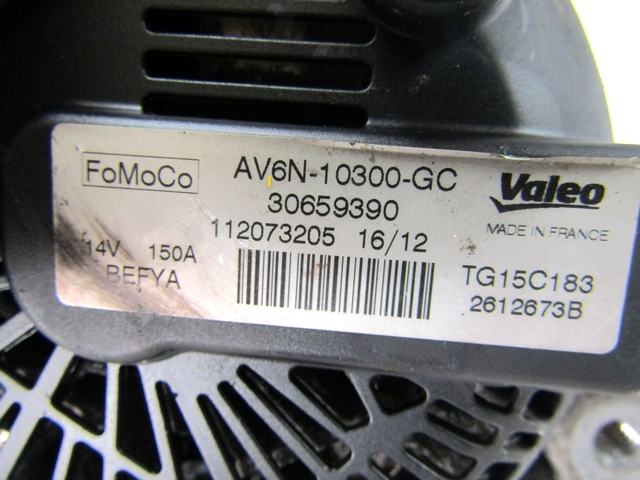 FoMoCo AV6N-10300-GC Valeo
30659390 MADE IN FRANCE
112073205 16/12
14V 150A TG15C183
BEFYA 2612673B